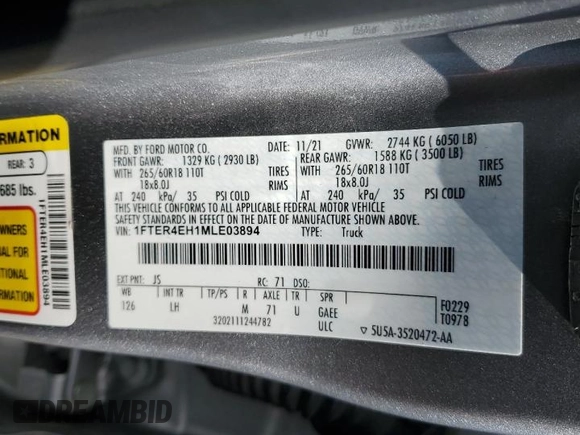 FORMATION
REAR: 3
685 lbs.
OWNERS
AL FOR
ITIONAL
RMATION
1FTER4EH1MLE03894
MFD. BY FORD MOTOR CO.
DATE: 11/21 GVWR: 2744 KG ( 6050 LB)
FRONT GAWR: 1329 KG ( 2930 LB)
REAR GAWR: 1588 KG ( 3500 LB)
WITH 265/60R18 110T TIRES
WITH 265/60R18 110T TIRES
18x8.0J RIMS
18x8.0J RIMS
AT 240 kPa/ 35 PSI COLD
AT 240 kPa/ 35 PSI COLD
THIS VEHICLE CONFORMS TO ALL APPLICABLE FEDERAL MOTOR VEHICLE
SAFETY STANDARDS IN EFFECT ON THE DATE OF MANUFACTURE SHOWN ABOVE.
VIN: 1FTER4EH1MLE03894 TYPE: Truck
EXT PNT: JS RC: 71 DSO:
WB INT TR TP/PS R AXLE TR SPR
126 LH M 71 U GAEE
ULC
F0229
T0978
3202111244782
5U5A-3520472-AA
DREAMBID